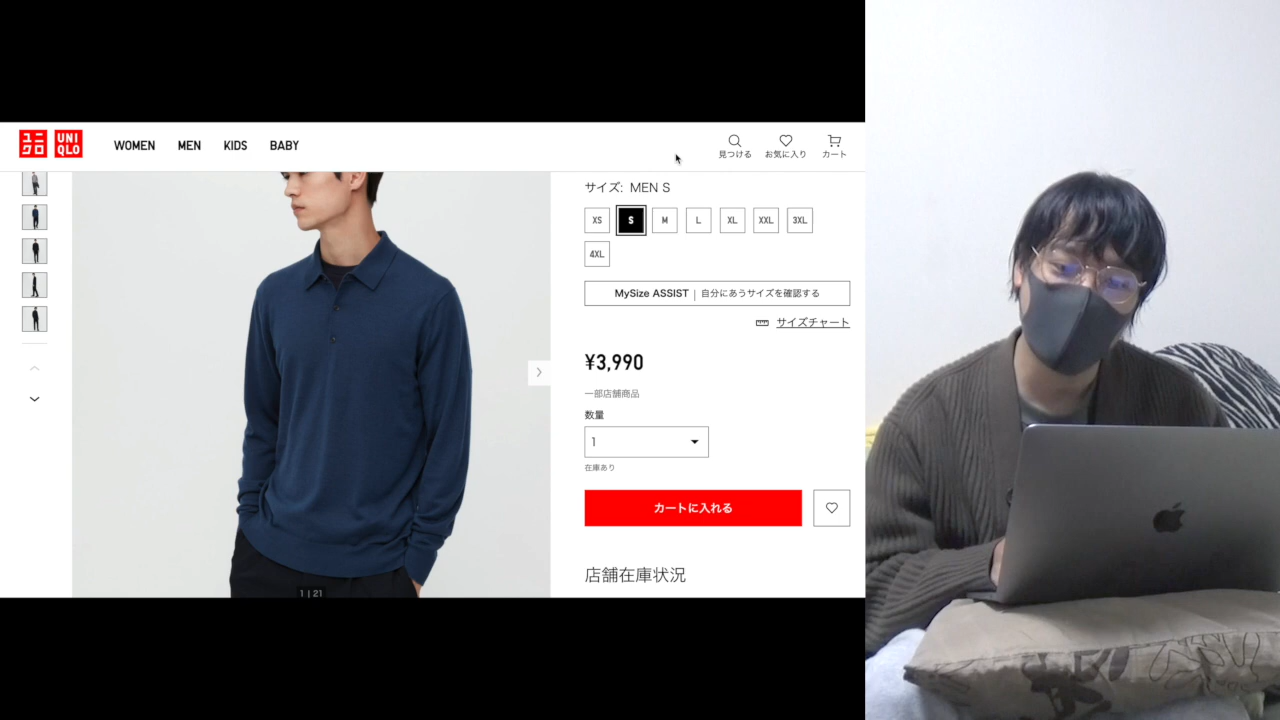 ユニ
クロ
UNI
QLO
WOMEN
MEN
KIDS
BABY
見つける
お気に入り
カート
サイズ: MEN S
XS
S
M
L
XL
XXL
3XL
4XL
MySize ASSIST | 自分にあうサイズを確認する
サイズチャート
¥3,990
一部店舗商品
数量
1
在庫あり
カートに入れる
店舗在庫状況
1 | 21